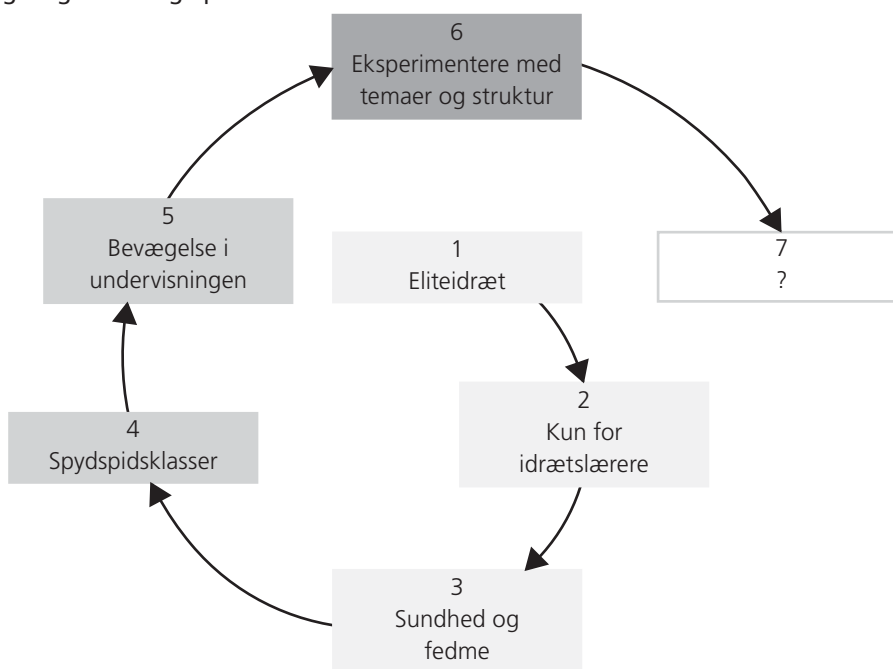 6
Eksperimentere med
temaer og struktur
5
Bevægelse i
undervisningen
1
Eliteidræt
7
?
2
Kun for
idrætslærere
4
Spydspidsklasser
3
Sundhed og
fedme